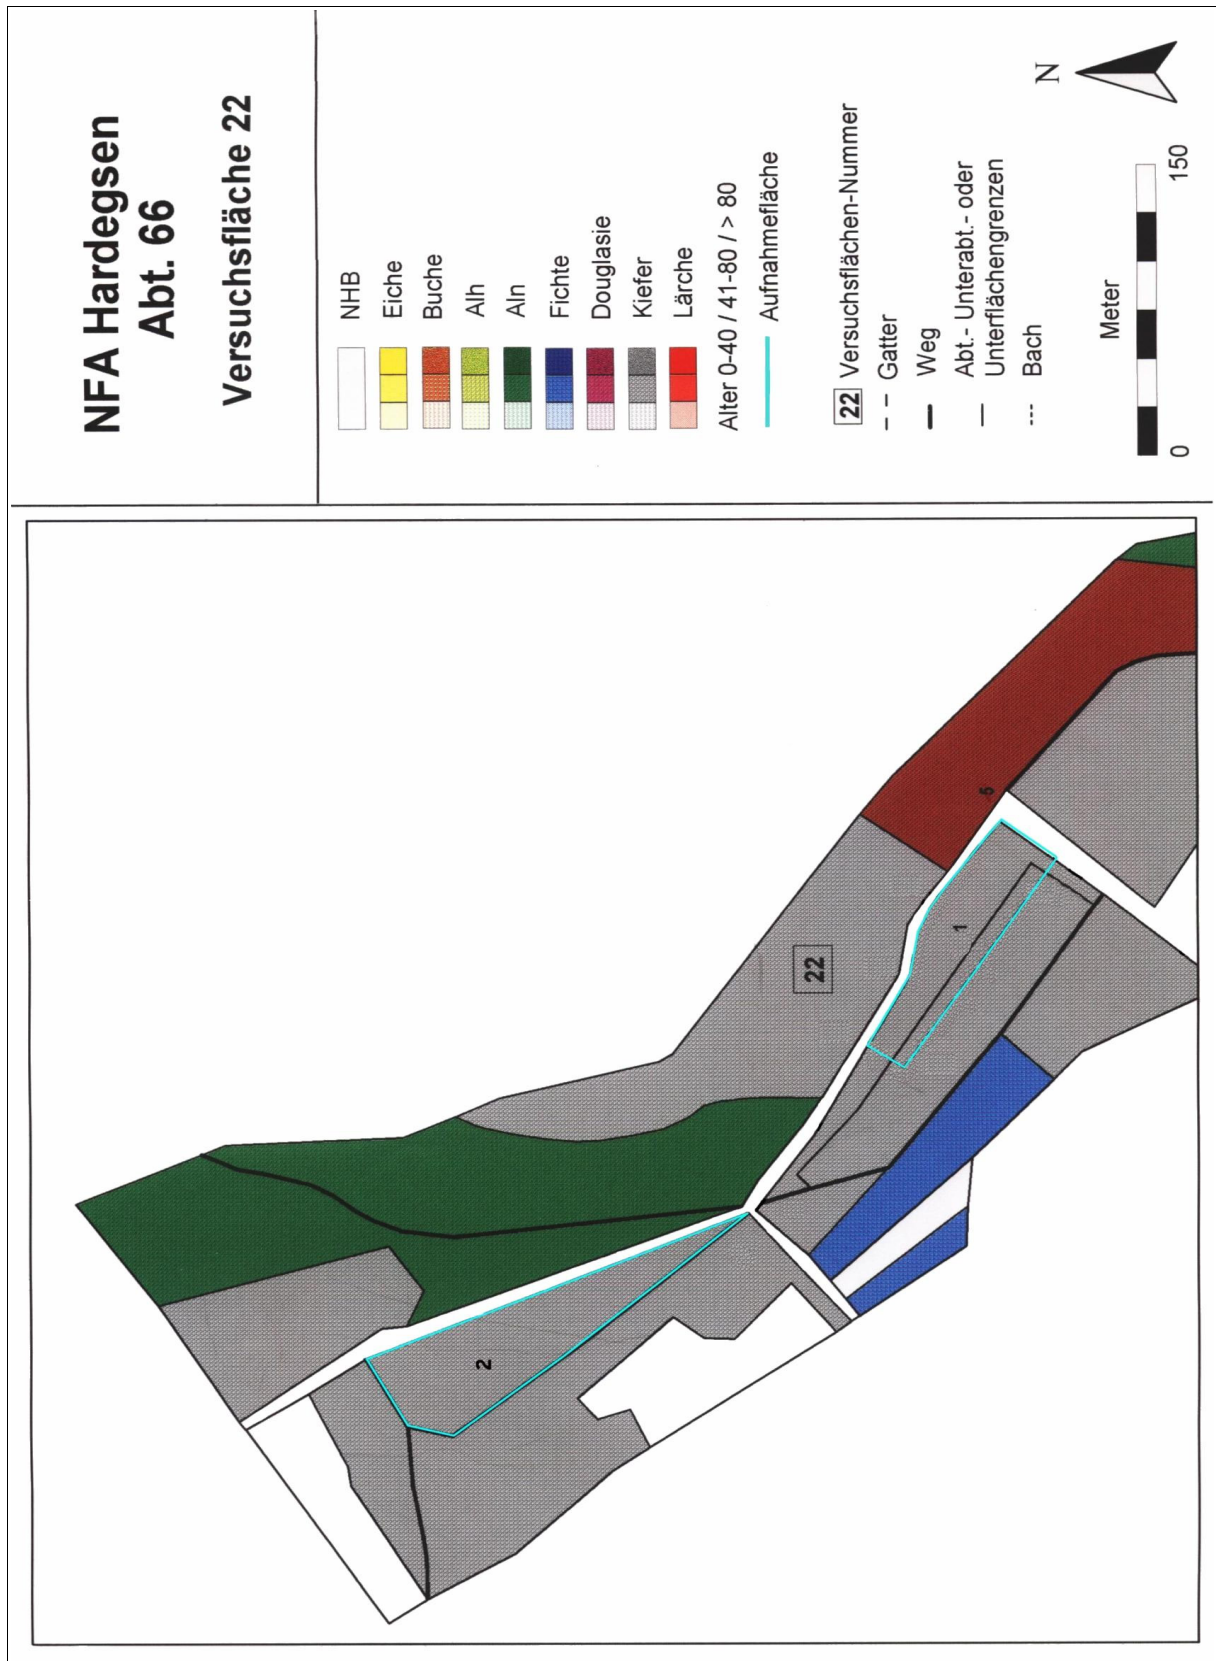 NFA Hardegsen
Abt. 66
Versuchsfläche 22
NHB
Eiche
Buche
Alh
Aln
Fichte
Douglasie
Kiefer
Lärche
Alter 0-40 / 41-80 / > 80
Aufnahmefläche
22 Versuchsflächen-Nummer
Gatter
Weg
Abt.- Unterabt.- oder
Unterflächengrenzen
Bach
Meter
0 150
N
22
1
5
2